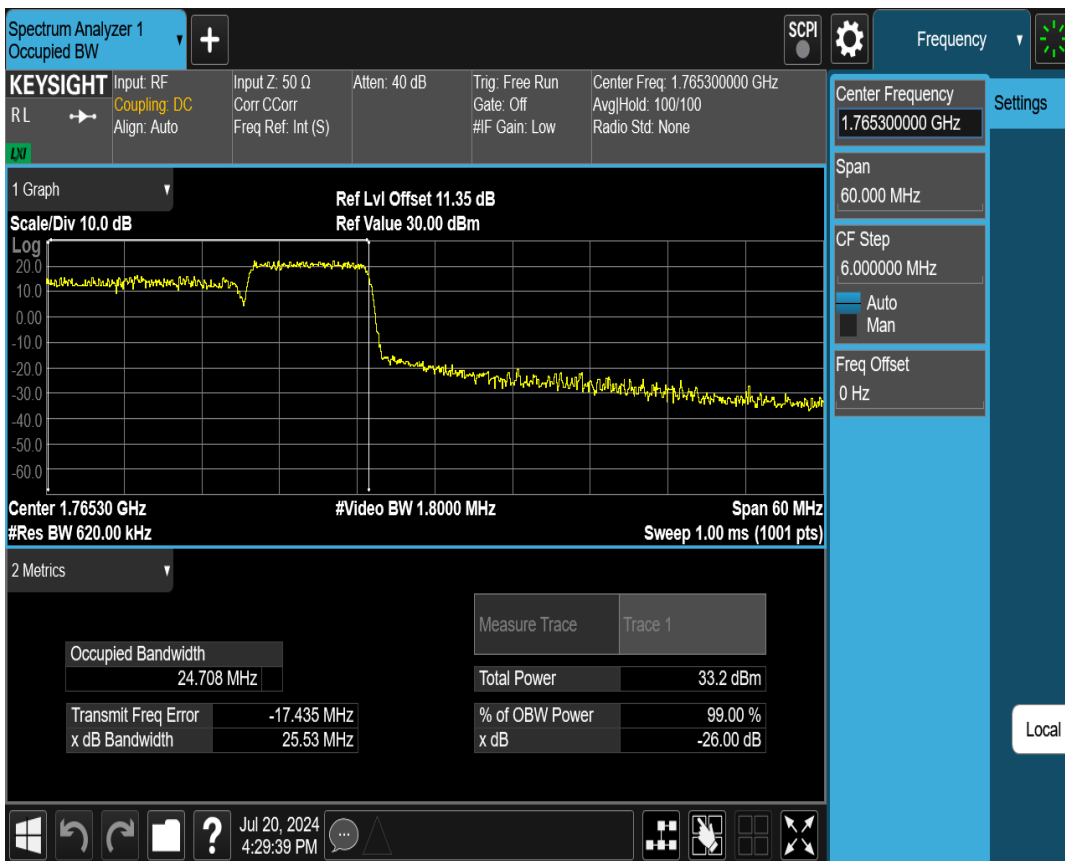 Spectrum Analyzer 1
Occupied BW
+
SCPI
Frequency
KEYSIGHT
RL
LXI
Input: RF
Coupling: DC
Align: Auto
Input Z: 50 Ω
Corr CCorr
Freq Ref: Int (S)
Atten: 40 dB
Trig: Free Run
Gate: Off
#IF Gain: Low
Center Freq: 1.765300000 GHz
Avg|Hold: 100/100
Radio Std: None
Center Frequency
1.765300000 GHz
Settings
Span
60.000 MHz
CF Step
6.000000 MHz
Auto
Man
Freq Offset
0 Hz
Local
1 Graph
Scale/Div 10.0 dB
Ref Lvl Offset 11.35 dB
Ref Value 30.00 dBm
Log
20.0
10.0
0.00
-10.0
-20.0
-30.0
-40.0
-50.0
-60.0
Center 1.76530 GHz
#Video BW 1.8000 MHz
Span 60 MHz
#Res BW 620.00 kHz
Sweep 1.00 ms (1001 pts)
2 Metrics
Measure Trace
Trace 1
Occupied Bandwidth
24.708 MHz
Total Power
33.2 dBm
Transmit Freq Error
-17.435 MHz
% of OBW Power
99.00 %
x dB Bandwidth
25.53 MHz
x dB
-26.00 dB
?
Jul 20, 2024
4:29:39 PM